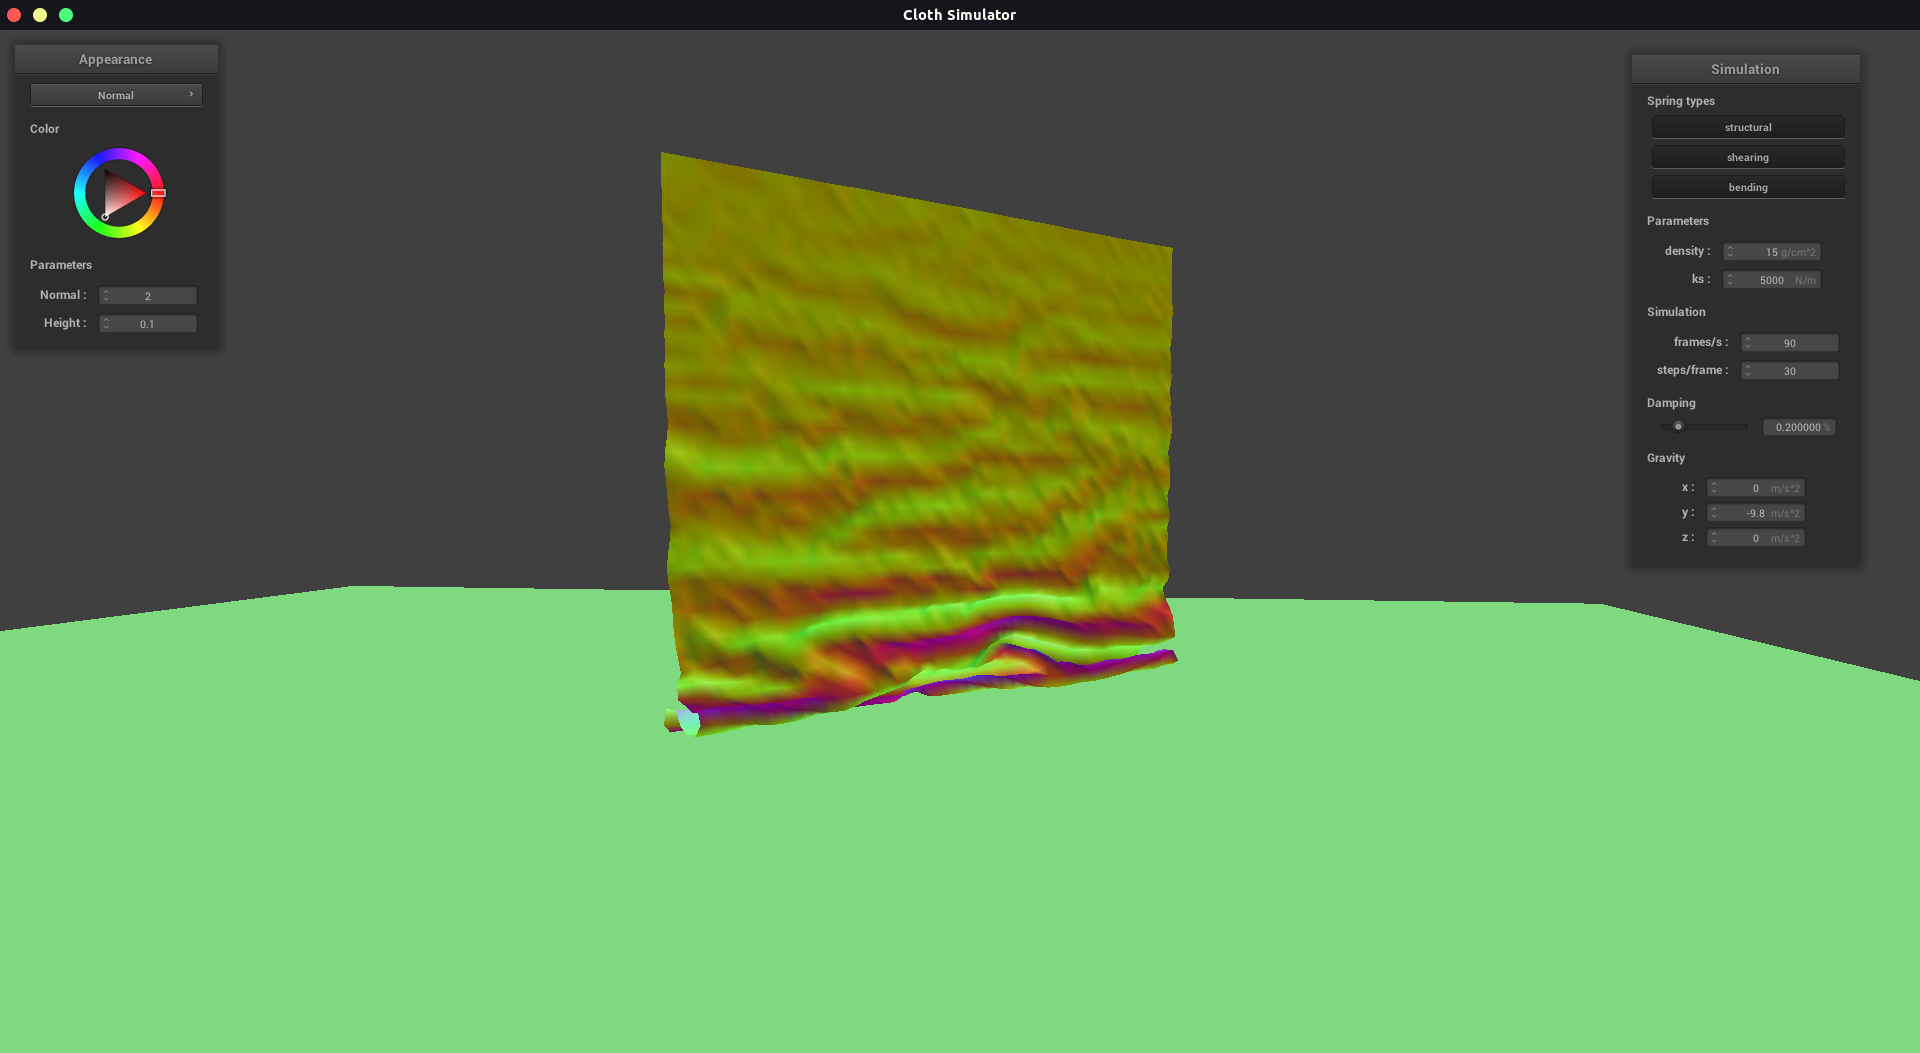 Cloth Simulator
Appearance
Normal
Color
Parameters
Normal : 2
Height : 0.1
Simulation
Spring types
structural
shearing
bending
Parameters
density : 15 g/cm^2
ks : 5000 N/m
Simulation
frames/s : 90
steps/frame : 30
Damping
0.200000 %
Gravity
x : 0 m/s^2
y : -9.8 m/s^2
z : 0 m/s^2